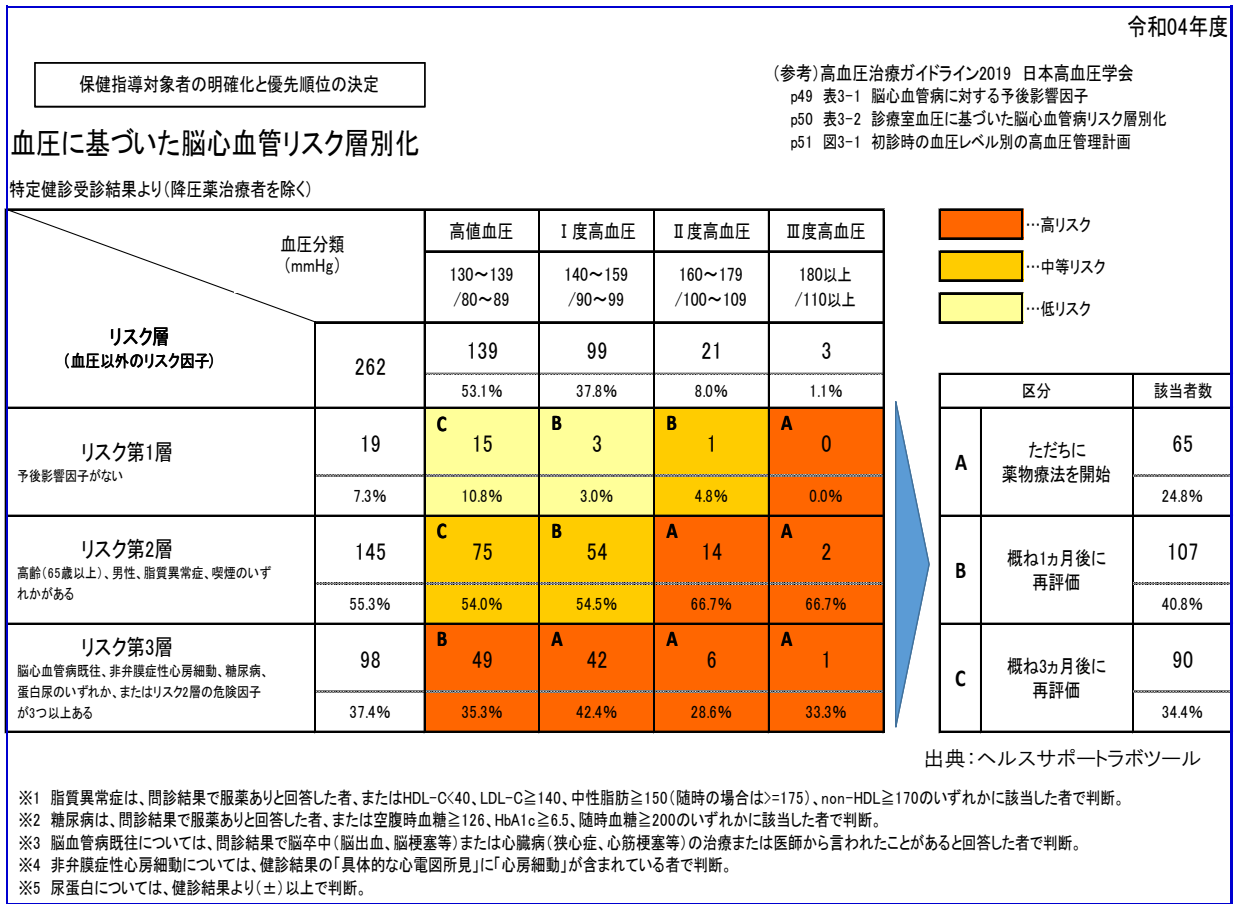 令和04年度
保健指導対象者の明確化と優先順位の決定
(参考)高血圧治療ガイドライン2019 日本高血圧学会
p49 表3-1 脳心血管病に対する予後影響因子
p50 表3-2 診療室血圧に基づいた脳心血管病リスク層別化
p51 図3-1 初診時の血圧レベル別の高血圧管理計画
血圧に基づいた脳心血管リスク層別化
特定健診受診結果より(降圧薬治療者を除く)
血圧分類
(mmHg)
リスク層
(血圧以外のリスク因子)
高値血圧 Ⅰ度高血圧 Ⅱ度高血圧 Ⅲ度高血圧
130～139 140～159 160～179 180以上
/80～89 /90～99 /100～109 /110以上
262 139 99 21 3
53.1% 37.8% 8.0% 1.1%
リスク第1層
予後影響因子がない
19 C 15 B 3 B 1 A 0
7.3% 10.8% 3.0% 4.8% 0.0%
リスク第2層
高齢(65歳以上)、男性、脂質異常症、喫煙のいず
れかがある
145 C 75 B 54 A 14 A 2
55.3% 54.0% 54.5% 66.7% 66.7%
リスク第3層
脳心血管病既往、非弁膜症性心房細動、糖尿病、
蛋白尿のいずれか、またはリスク2層の危険因子
が3つ以上ある
98 B 49 A 42 A 6 A 1
37.4% 35.3% 42.4% 28.6% 33.3%
…高リスク
…中等リスク
…低リスク
区分 該当者数
A ただちに
薬物療法を開始
65
24.8%
B 概ね1ヵ月後に
再評価
107
40.8%
C 概ね3ヵ月後に
再評価
90
34.4%
出典：ヘルスサポートラボツール
※1 脂質異常症は、問診結果で服薬ありと回答した者、またはHDL-C<40、LDL-C≧140、中性脂肪≧150(随時の場合は>=175)、non-HDL≧170のいずれかに該当した者で判断。
※2 糖尿病は、問診結果で服薬ありと回答した者、または空腹時血糖≧126、HbA1c≧6.5、随時血糖≧200のいずれかに該当した者で判断。
※3 脳血管病既往については、問診結果で脳卒中(脳出血、脳梗塞等)または心臓病(狭心症、心筋梗塞等)の治療または医師から言われたことがあると回答した者で判断。
※4 非弁膜症性心房細動については、健診結果の「具体的な心電図所見」に「心房細動」が含まれている者で判断。
※5 尿蛋白については、健診結果より(±)以上で判断。